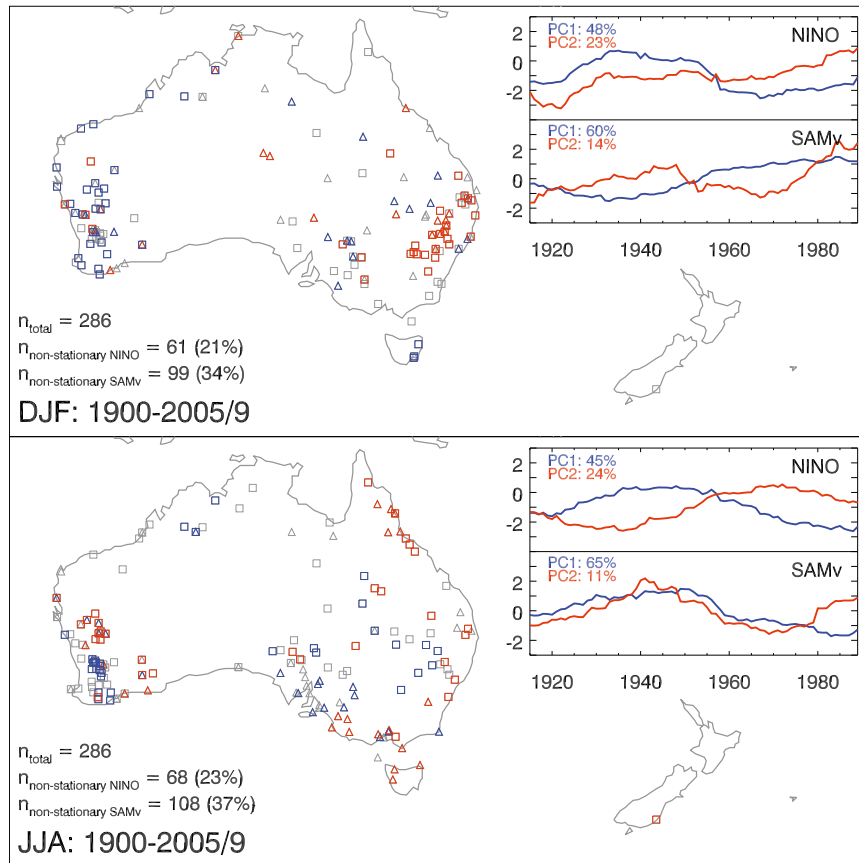 PC1: 48%
PC2: 23%
NINO
2
0
-2
PC1: 60%
PC2: 14%
SAMv
2
0
-2
1920 1940 1960 1980
n_total = 286
n_non-stationary NINO = 61 (21%)
n_non-stationary SAMv = 99 (34%)
DJF: 1900-2005/9
PC1: 45%
PC2: 24%
NINO
2
0
-2
PC1: 65%
PC2: 11%
SAMv
2
0
-2
1920 1940 1960 1980
n_total = 286
n_non-stationary NINO = 68 (23%)
n_non-stationary SAMv = 108 (37%)
JJA: 1900-2005/9